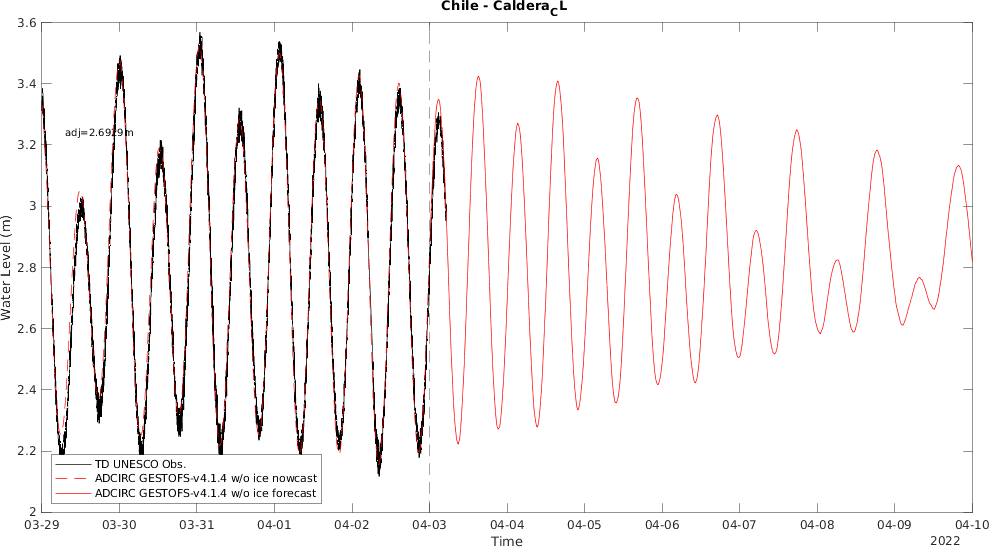 Chile - Caldera_CL
3.6
3.4
adj=2.6929m
3.2
3
2.8
2.6
2.4
2.2
2
Water Level (m)
TD UNESCO Obs.
ADCIRC GESTOFS-v4.1.4 w/o ice nowcast
ADCIRC GESTOFS-v4.1.4 w/o ice forecast
03-29 03-30 03-31 04-01 04-02 04-03 04-04 04-05 04-06 04-07 04-08 04-09 04-10
Time
2022